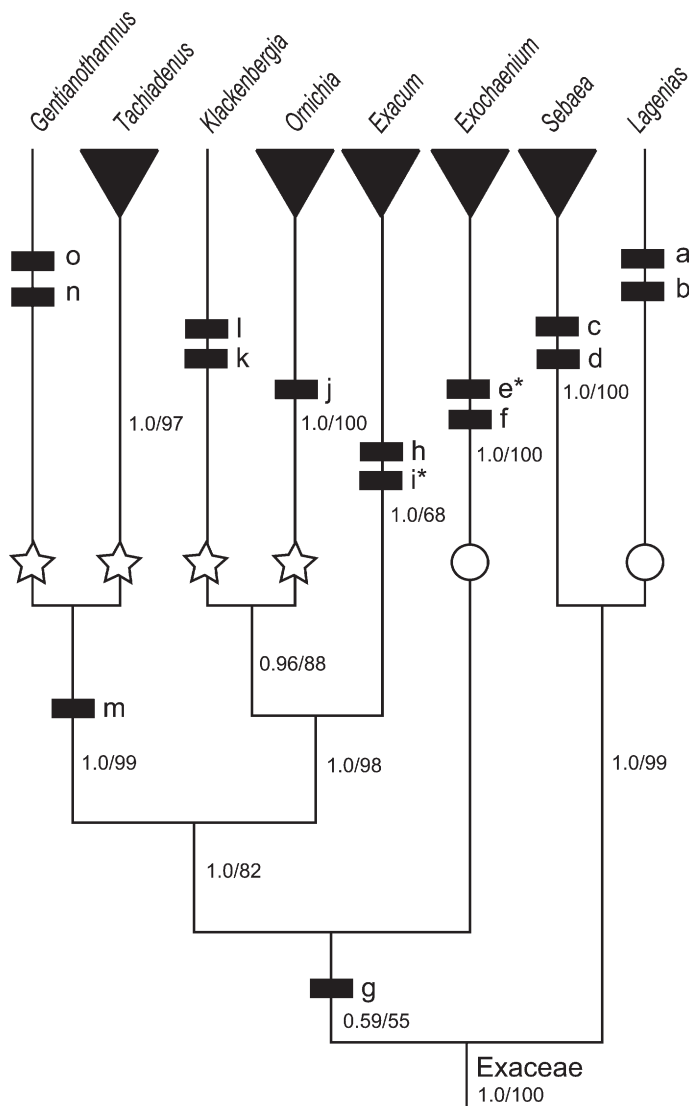 Gentianothamnus
Tachiadenus
Klackenbergia
Ornichia
Exacum
Exochaenium
Sebaea
Lagenias
o
n
a
b
l
k
c
d
j
e*
f
1.0/97
1.0/100
1.0/100
h
i*
1.0/100
1.0/68
0.96/88
m
1.0/99
1.0/98
1.0/99
1.0/82
g
0.59/55
Exaceae
1.0/100